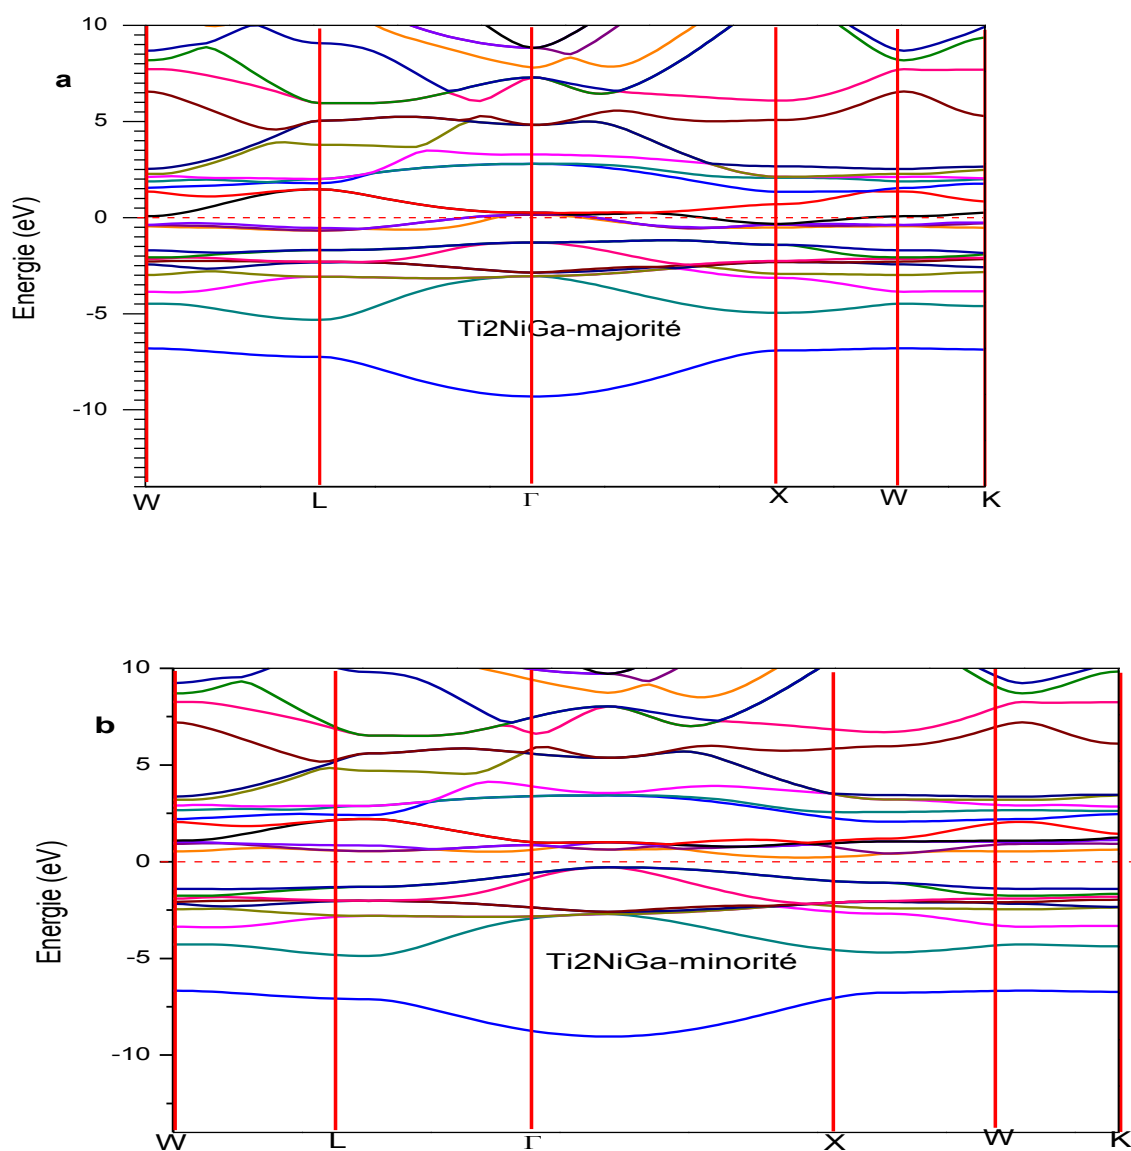 a
10
5
0
-5
-10
Energie (eV)
Ti2NiGa-majorité
W L Γ X W K
b
10
5
0
-5
-10
Energie (eV)
Ti2NiGa-minorité
W L Γ X W K